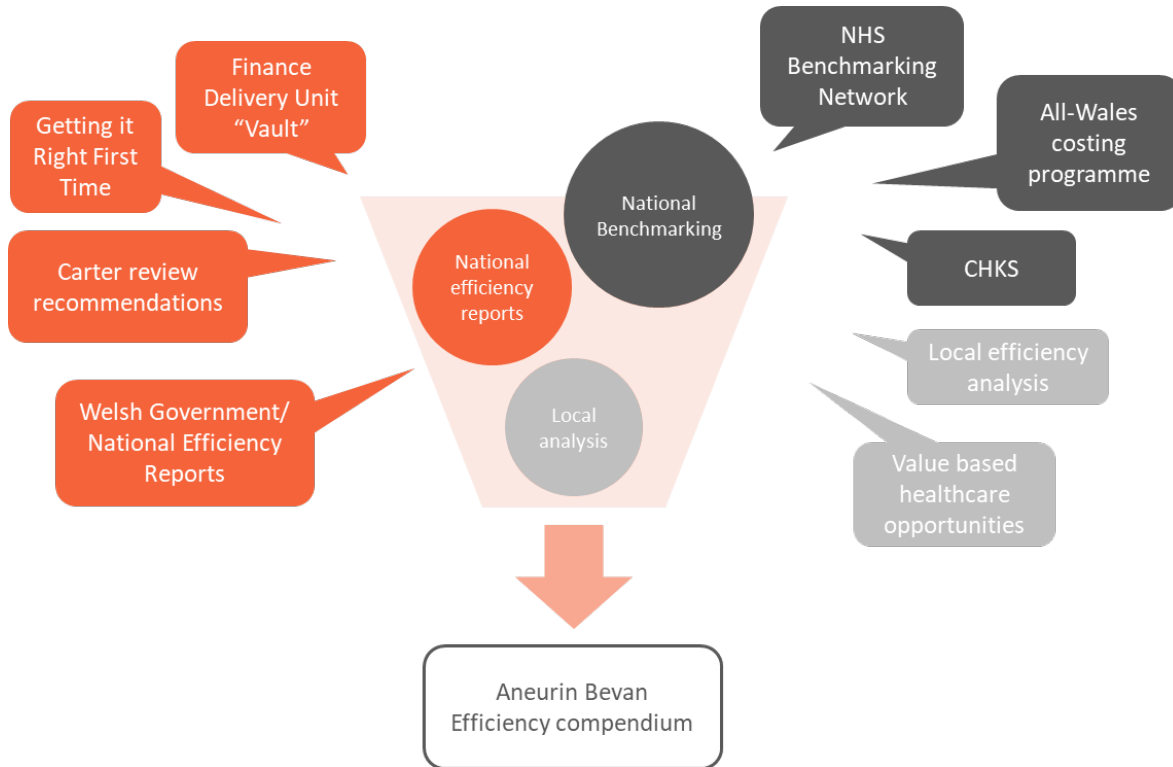 Finance
Delivery Unit
“Vault”
Getting it
Right First
Time
Carter review
recommendations
Welsh Government/
National Efficiency
Reports
National
efficiency
reports
National
Benchmarking
Local
analysis
NHS
Benchmarking
Network
All-Wales
costing
programme
CHKS
Local efficiency
analysis
Value based
healthcare
opportunities
Aneurin Bevan
Efficiency compendium